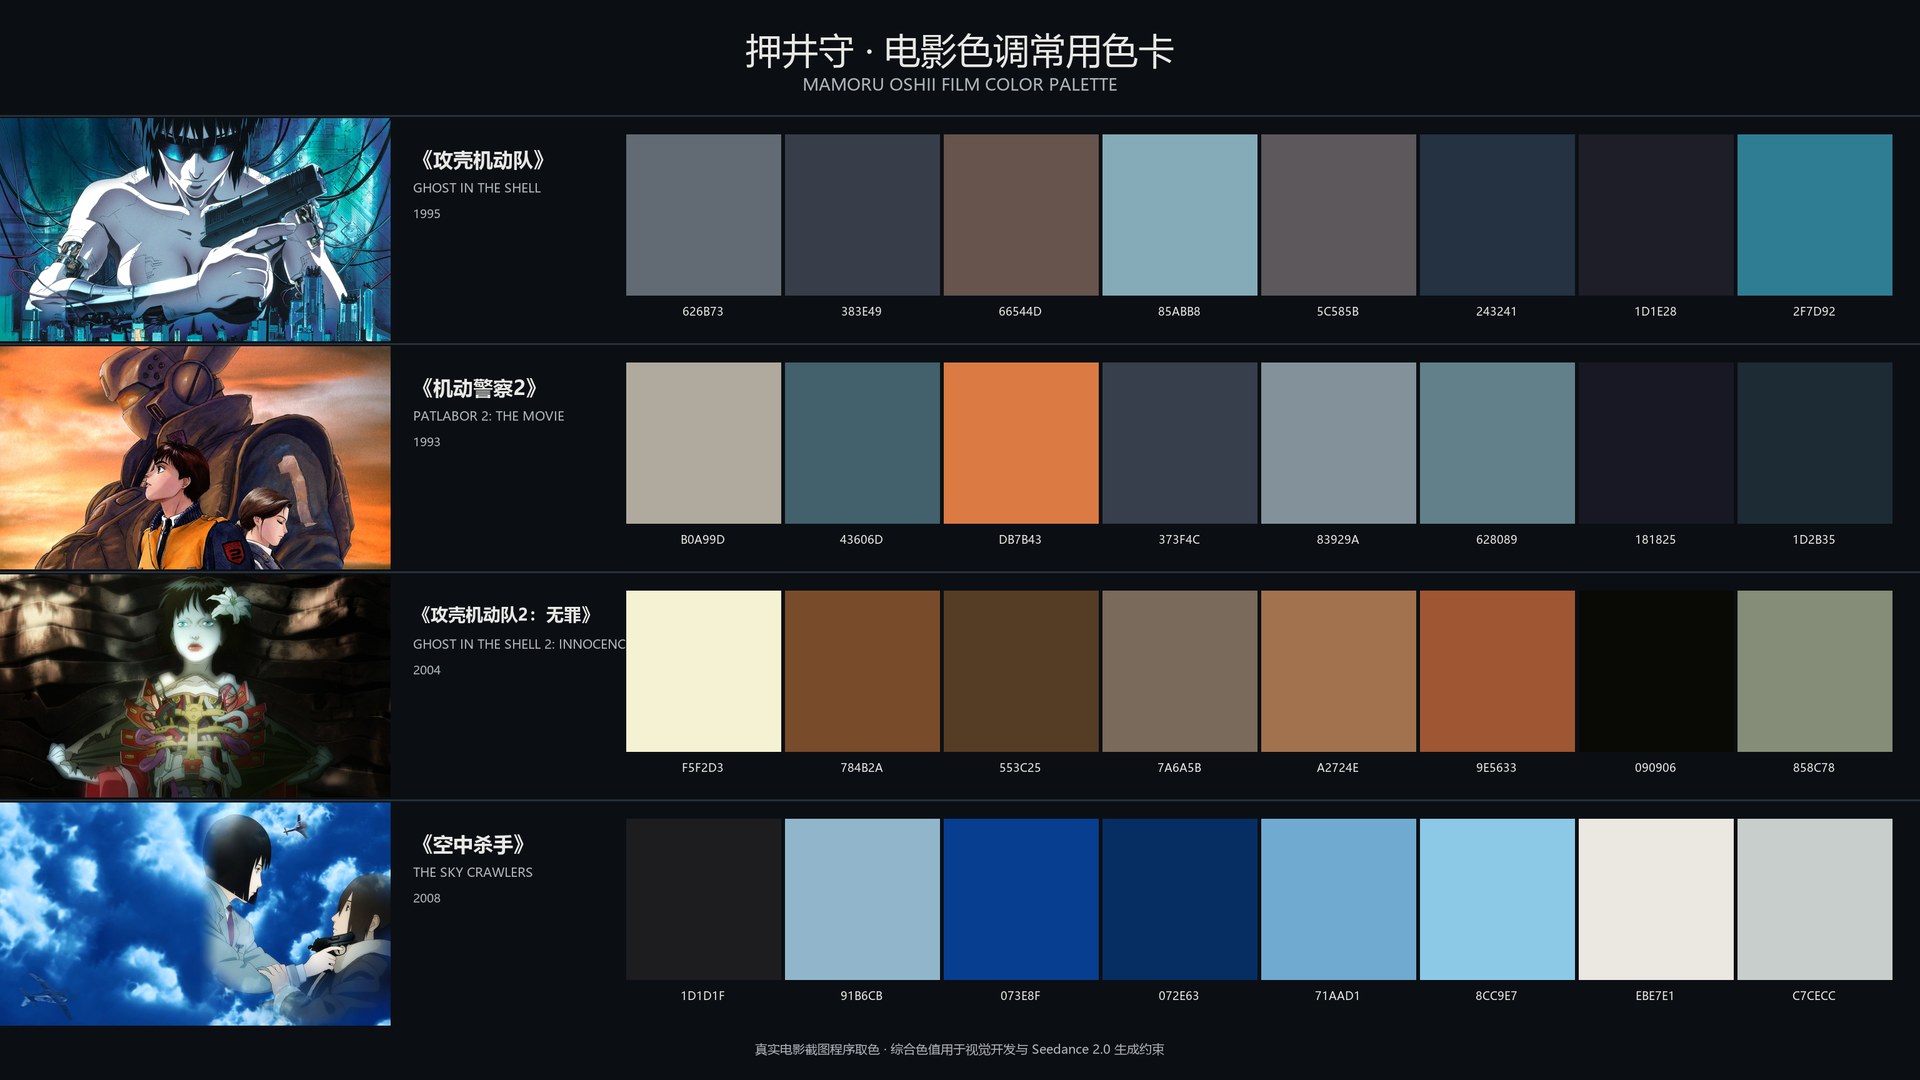 押井守 · 电影色调常用色卡
MAMORU OSHII FILM COLOR PALETTE
《攻壳机动队》
GHOST IN THE SHELL
1995
626B73 383E49 66544D 85ABB8 5C585B 243241 1D1E28 2F7D92
《机动警察2》
PATLABOR 2: THE MOVIE
1993
B0A99D 43606D DB7B43 373F4C 83929A 628089 181825 1D2B35
1
2
《攻壳机动队2：无罪》
GHOST IN THE SHELL 2: INNOCENC
2004
F5F2D3 784B2A 553C25 7A6A5B A2724E 9E5633 090906 858C78
《空中杀手》
THE SKY CRAWLERS
2008
1D1D1F 91B6CB 073E8F 072E63 71AAD1 8CC9E7 EBE7E1 C7CECC
真实电影截图程序取色 · 综合色值用于视觉开发与 Seedance 2.0 生成约束